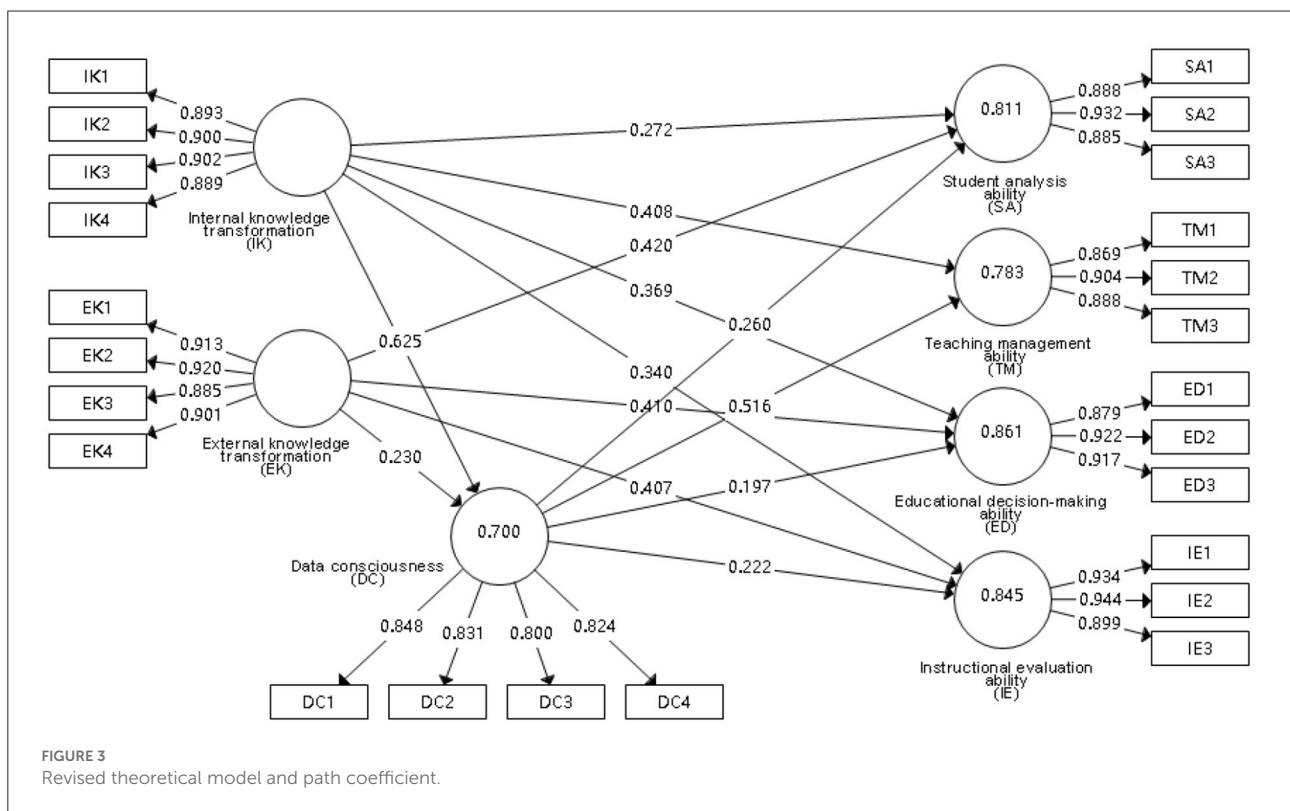 IK1
0.893
IK2
0.900
IK3
0.902
IK4
0.889
Internal knowledge
transformation
(IK)
EK1
0.913
EK2
0.920
EK3
0.885
EK4
0.901
External knowledge
transformation
(EK)
0.272
0.408
0.420
0.369
0.260
0.625
0.340
0.410
0.516
0.230
0.407
0.197
0.222
0.700
Data consciousness
(DC)
0.848
0.831
0.800
0.824
DC1
DC2
DC3
DC4
0.811
Student analysis
ability
(SA)
0.888
SA1
0.932
SA2
0.885
SA3
0.783
Teaching management
ability
(TM)
0.869
TM1
0.904
TM2
0.888
TM3
0.861
Educational decision-making
ability
(ED)
0.879
ED1
0.922
ED2
0.917
ED3
0.845
Instructional evaluation
ability
(IE)
0.934
IE1
0.944
IE2
0.899
IE3
FIGURE 3
Revised theoretical model and path coefficient.